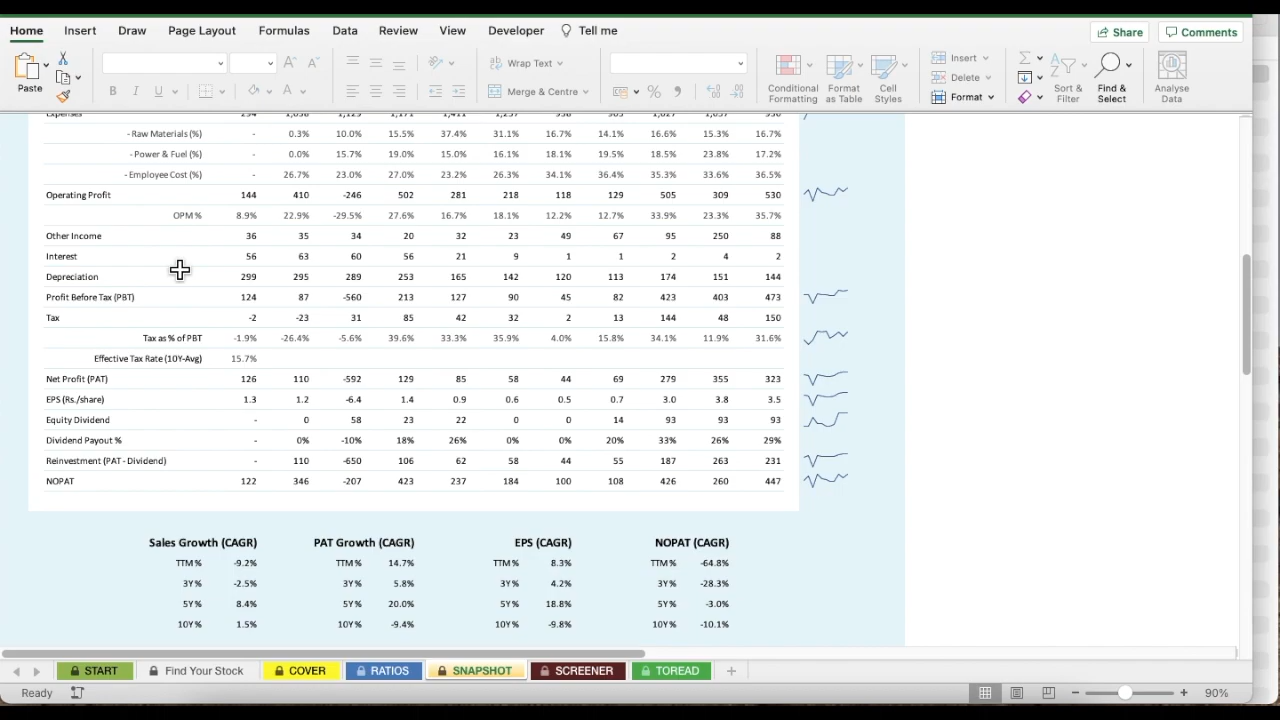 Home Insert Draw Page Layout Formulas Data Review View Developer Tell me Share Comments
Paste Wrap Text Merge & Centre Conditional Formatting Format as Table Cell Styles Insert Delete Format Sort & Filter Find & Select Analyse Data
Expenses 1,129 1,171 1,411
- Raw Materials (%) - 0.3% 10.0% 15.5% 37.4% 31.1% 16.7% 14.1% 16.6% 15.3% 16.7%
- Power & Fuel (%) - 0.0% 15.7% 19.0% 15.0% 16.1% 18.1% 19.5% 18.5% 23.8% 17.2%
- Employee Cost (%) - 26.7% 23.0% 27.0% 23.2% 26.3% 34.1% 36.4% 35.3% 33.6% 36.5%
Operating Profit 144 410 -246 502 281 218 118 129 505 309 530
OPM % 8.9% 22.9% -29.5% 27.6% 16.7% 18.1% 12.2% 12.7% 33.9% 23.3% 35.7%
Other Income 36 35 34 20 32 23 49 67 95 250 88
Interest 56 63 60 56 21 9 1 1 2 4 2
Depreciation 299 295 289 253 165 142 120 113 174 151 144
Profit Before Tax (PBT) 124 87 -560 213 127 90 45 82 423 403 473
Tax -2 -23 31 85 42 32 2 13 144 48 150
Tax as % of PBT -1.9% -26.4% -5.6% 39.6% 33.3% 35.9% 4.0% 15.8% 34.1% 11.9% 31.6%
Effective Tax Rate (10Y-Avg) 15.7%
Net Profit (PAT) 126 110 -592 129 85 58 44 69 279 355 323
EPS (Rs./share) 1.3 1.2 -6.4 1.4 0.9 0.6 0.5 0.7 3.0 3.8 3.5
Equity Dividend - 0 58 23 22 0 0 14 93 93 93
Dividend Payout % - 0% -10% 18% 26% 0% 0% 20% 33% 26% 29%
Reinvestment (PAT - Dividend) - 110 -650 106 62 58 44 55 187 263 231
NOPAT 122 346 -207 423 237 184 100 108 426 260 447
Sales Growth (CAGR) PAT Growth (CAGR) EPS (CAGR) NOPAT (CAGR)
TTM % -9.2% TTM % 14.7% TTM % 8.3% TTM % -64.8%
3Y % -2.5% 3Y % 5.8% 3Y % 4.2% 3Y % -28.3%
5Y % 8.4% 5Y % 20.0% 5Y % 18.8% 5Y % -3.0%
10Y % 1.5% 10Y % -9.4% 10Y % -9.8% 10Y % -10.1%
START Find Your Stock COVER RATIOS SNAPSHOT SCREENER TOREAD
Ready 90%